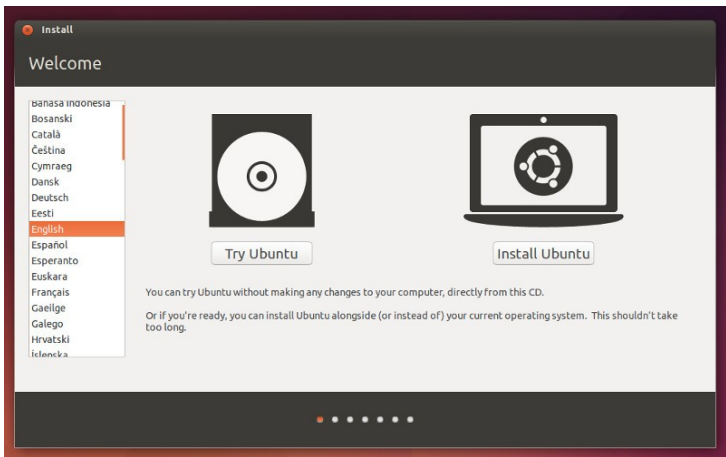 Install
Welcome
Bahasa Indonesia
Bosanski
Català
Čeština
Cymraeg
Dansk
Deutsch
Eesti
English
Español
Esperanto
Euskara
Français
Gaeilge
Galego
Hrvatski
Íslenska
Try Ubuntu
Install Ubuntu
You can try Ubuntu without making any changes to your computer, directly from this CD.
Or if you're ready, you can install Ubuntu alongside (or instead of) your current operating system. This shouldn't take
too long.